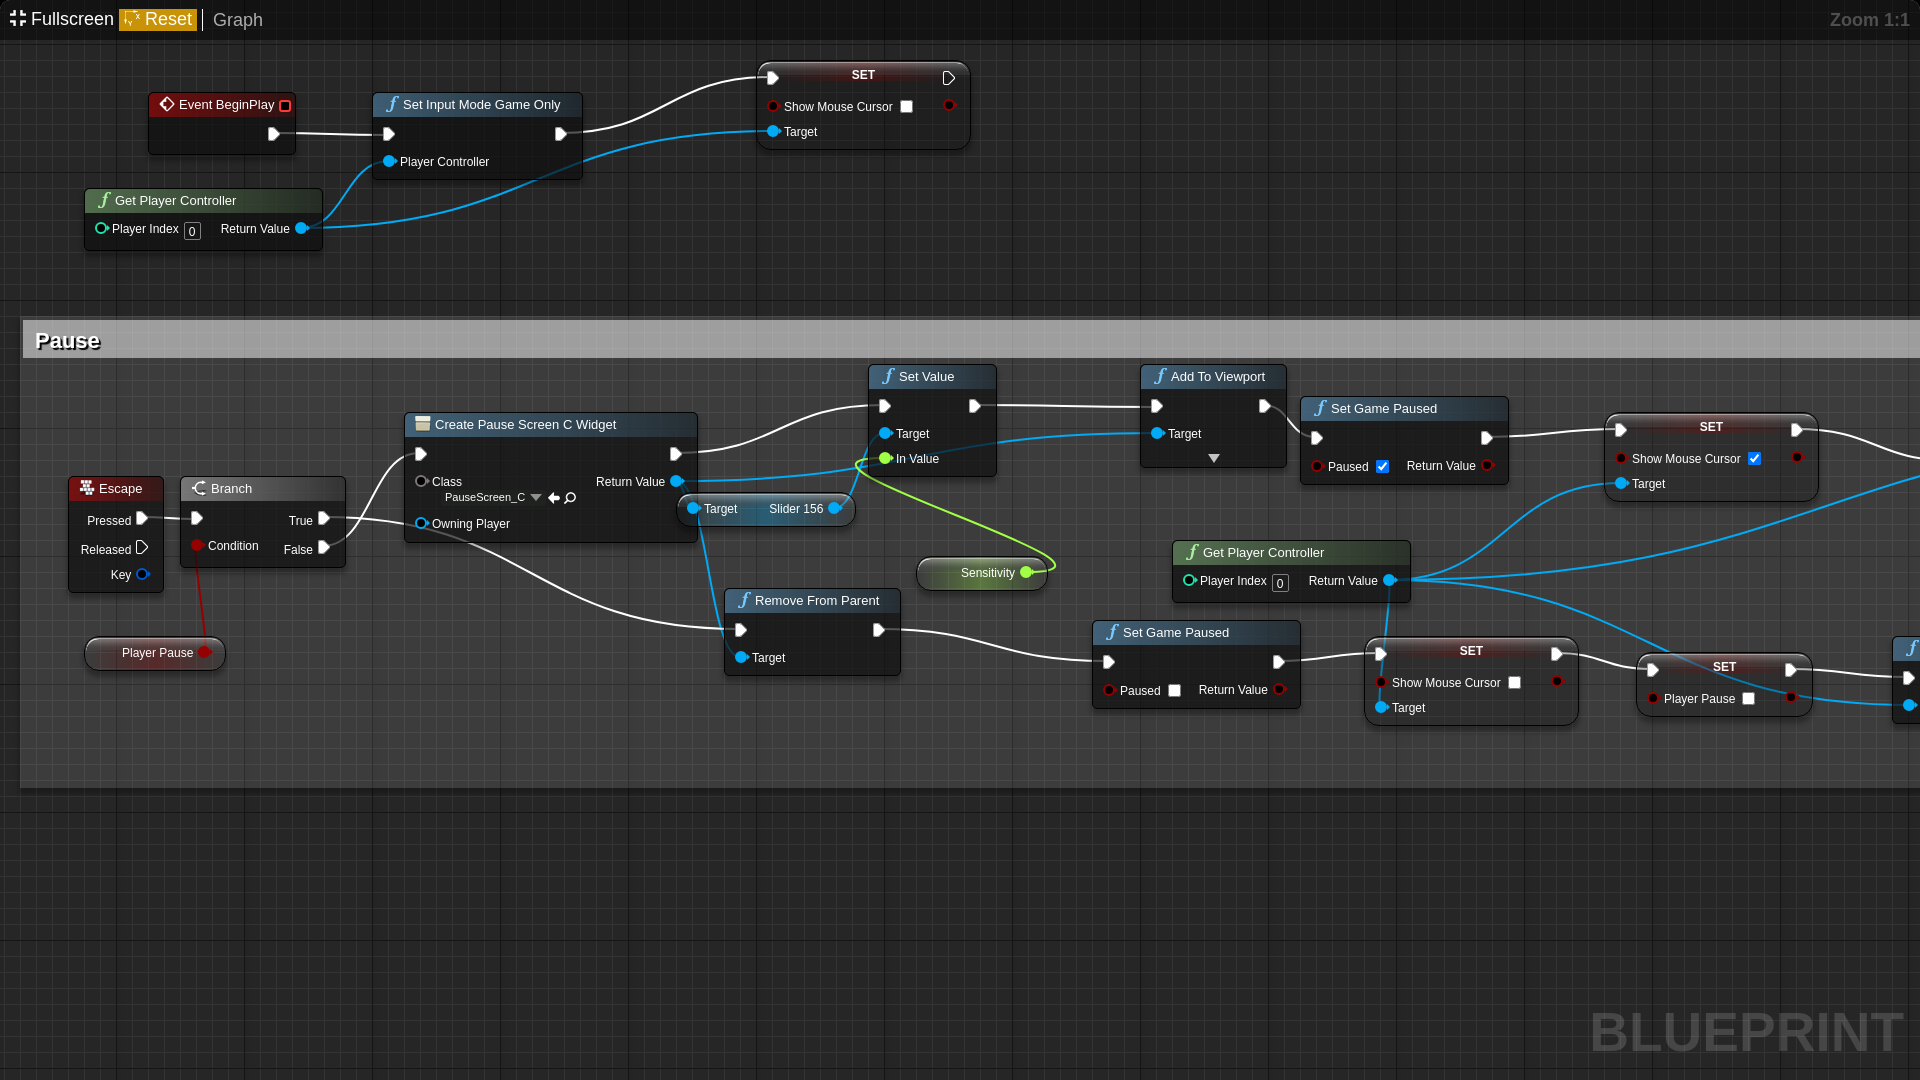 Fullscreen Reset Graph Zoom 1:1
Event BeginPlay
Set Input Mode Game Only
Player Controller
SET
Show Mouse Cursor
Target
Get Player Controller
Player Index 0 Return Value
Pause
Escape
Pressed
Released
Key
Branch
True
Condition False
Player Pause
Create Pause Screen C Widget
Class Return Value
PauseScreen_C
Owning Player
Target Slider 156
Set Value
Target
In Value
Sensitivity
Remove From Parent
Target
Add To Viewport
Target
Set Game Paused
Paused Return Value
SET
Show Mouse Cursor
Target
Get Player Controller
Player Index 0 Return Value
Set Game Paused
Paused Return Value
SET
Show Mouse Cursor
Target
SET
Player Pause
BLUEPRINT